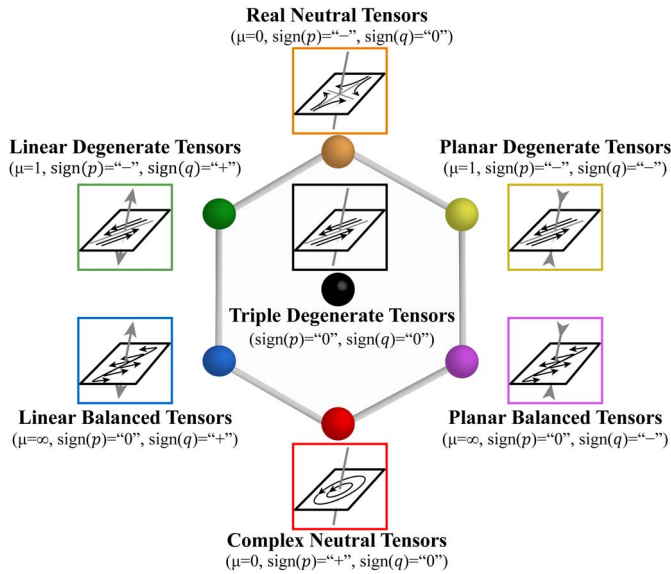 Real Neutral Tensors
(μ=0, sign(p)=“−”, sign(q)=“0”)
Linear Degenerate Tensors
(μ=1, sign(p)=“−”, sign(q)=“+”)
Planar Degenerate Tensors
(μ=1, sign(p)=“−”, sign(q)=“−”)
Triple Degenerate Tensors
(sign(p)=“0”, sign(q)=“0”)
Linear Balanced Tensors
(μ=∞, sign(p)=“0”, sign(q)=“+”)
Planar Balanced Tensors
(μ=∞, sign(p)=“0”, sign(q)=“−”)
Complex Neutral Tensors
(μ=0, sign(p)=“+”, sign(q)=“0”)